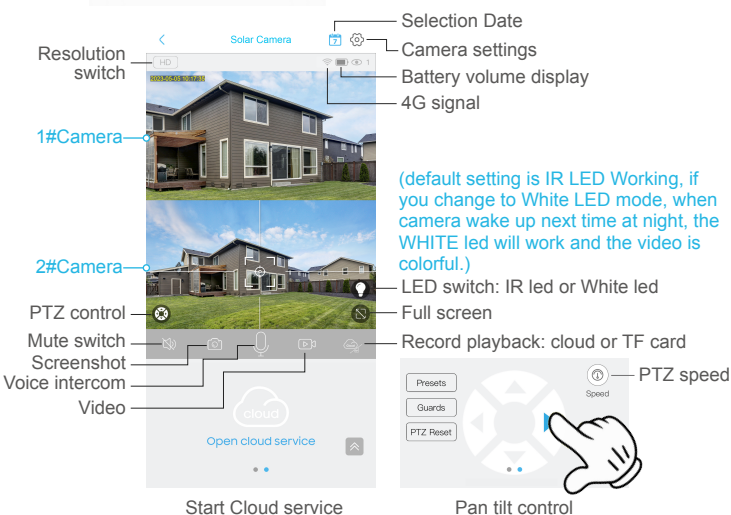 Selection Date
Solar Camera
7
Camera settings
Resolution
switch
HD
1
Battery volume display
4G signal
1#Camera
(default setting is IR LED Working, if
you change to White LED mode, when
camera wake up next time at night, the
WHITE led will work and the video is
colorful.)
2#Camera
LED switch: IR led or White led
PTZ control
Full screen
Mute switch
Record playback: cloud or TF card
Screenshot
Voice intercom
Video
cloud
Open cloud service
Presets
Guards
PTZ Reset
Speed
PTZ speed
Start Cloud service
Pan tilt control